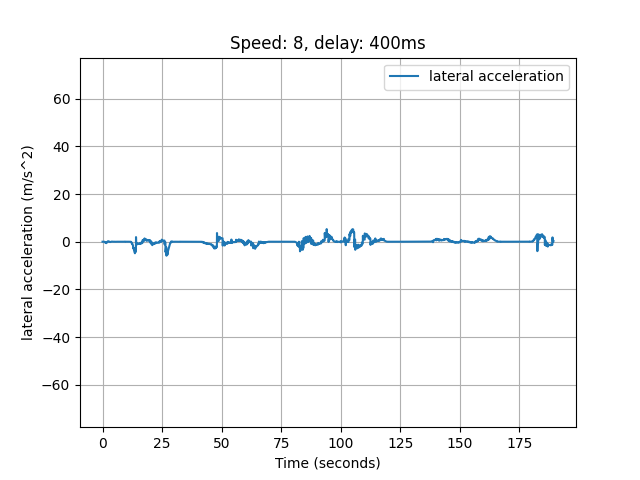 Speed: 8, delay: 400ms
lateral acceleration
60
40
20
0
−20
−40
−60
lateral acceleration (m/s^2)
0 25 50 75 100 125 150 175
Time (seconds)